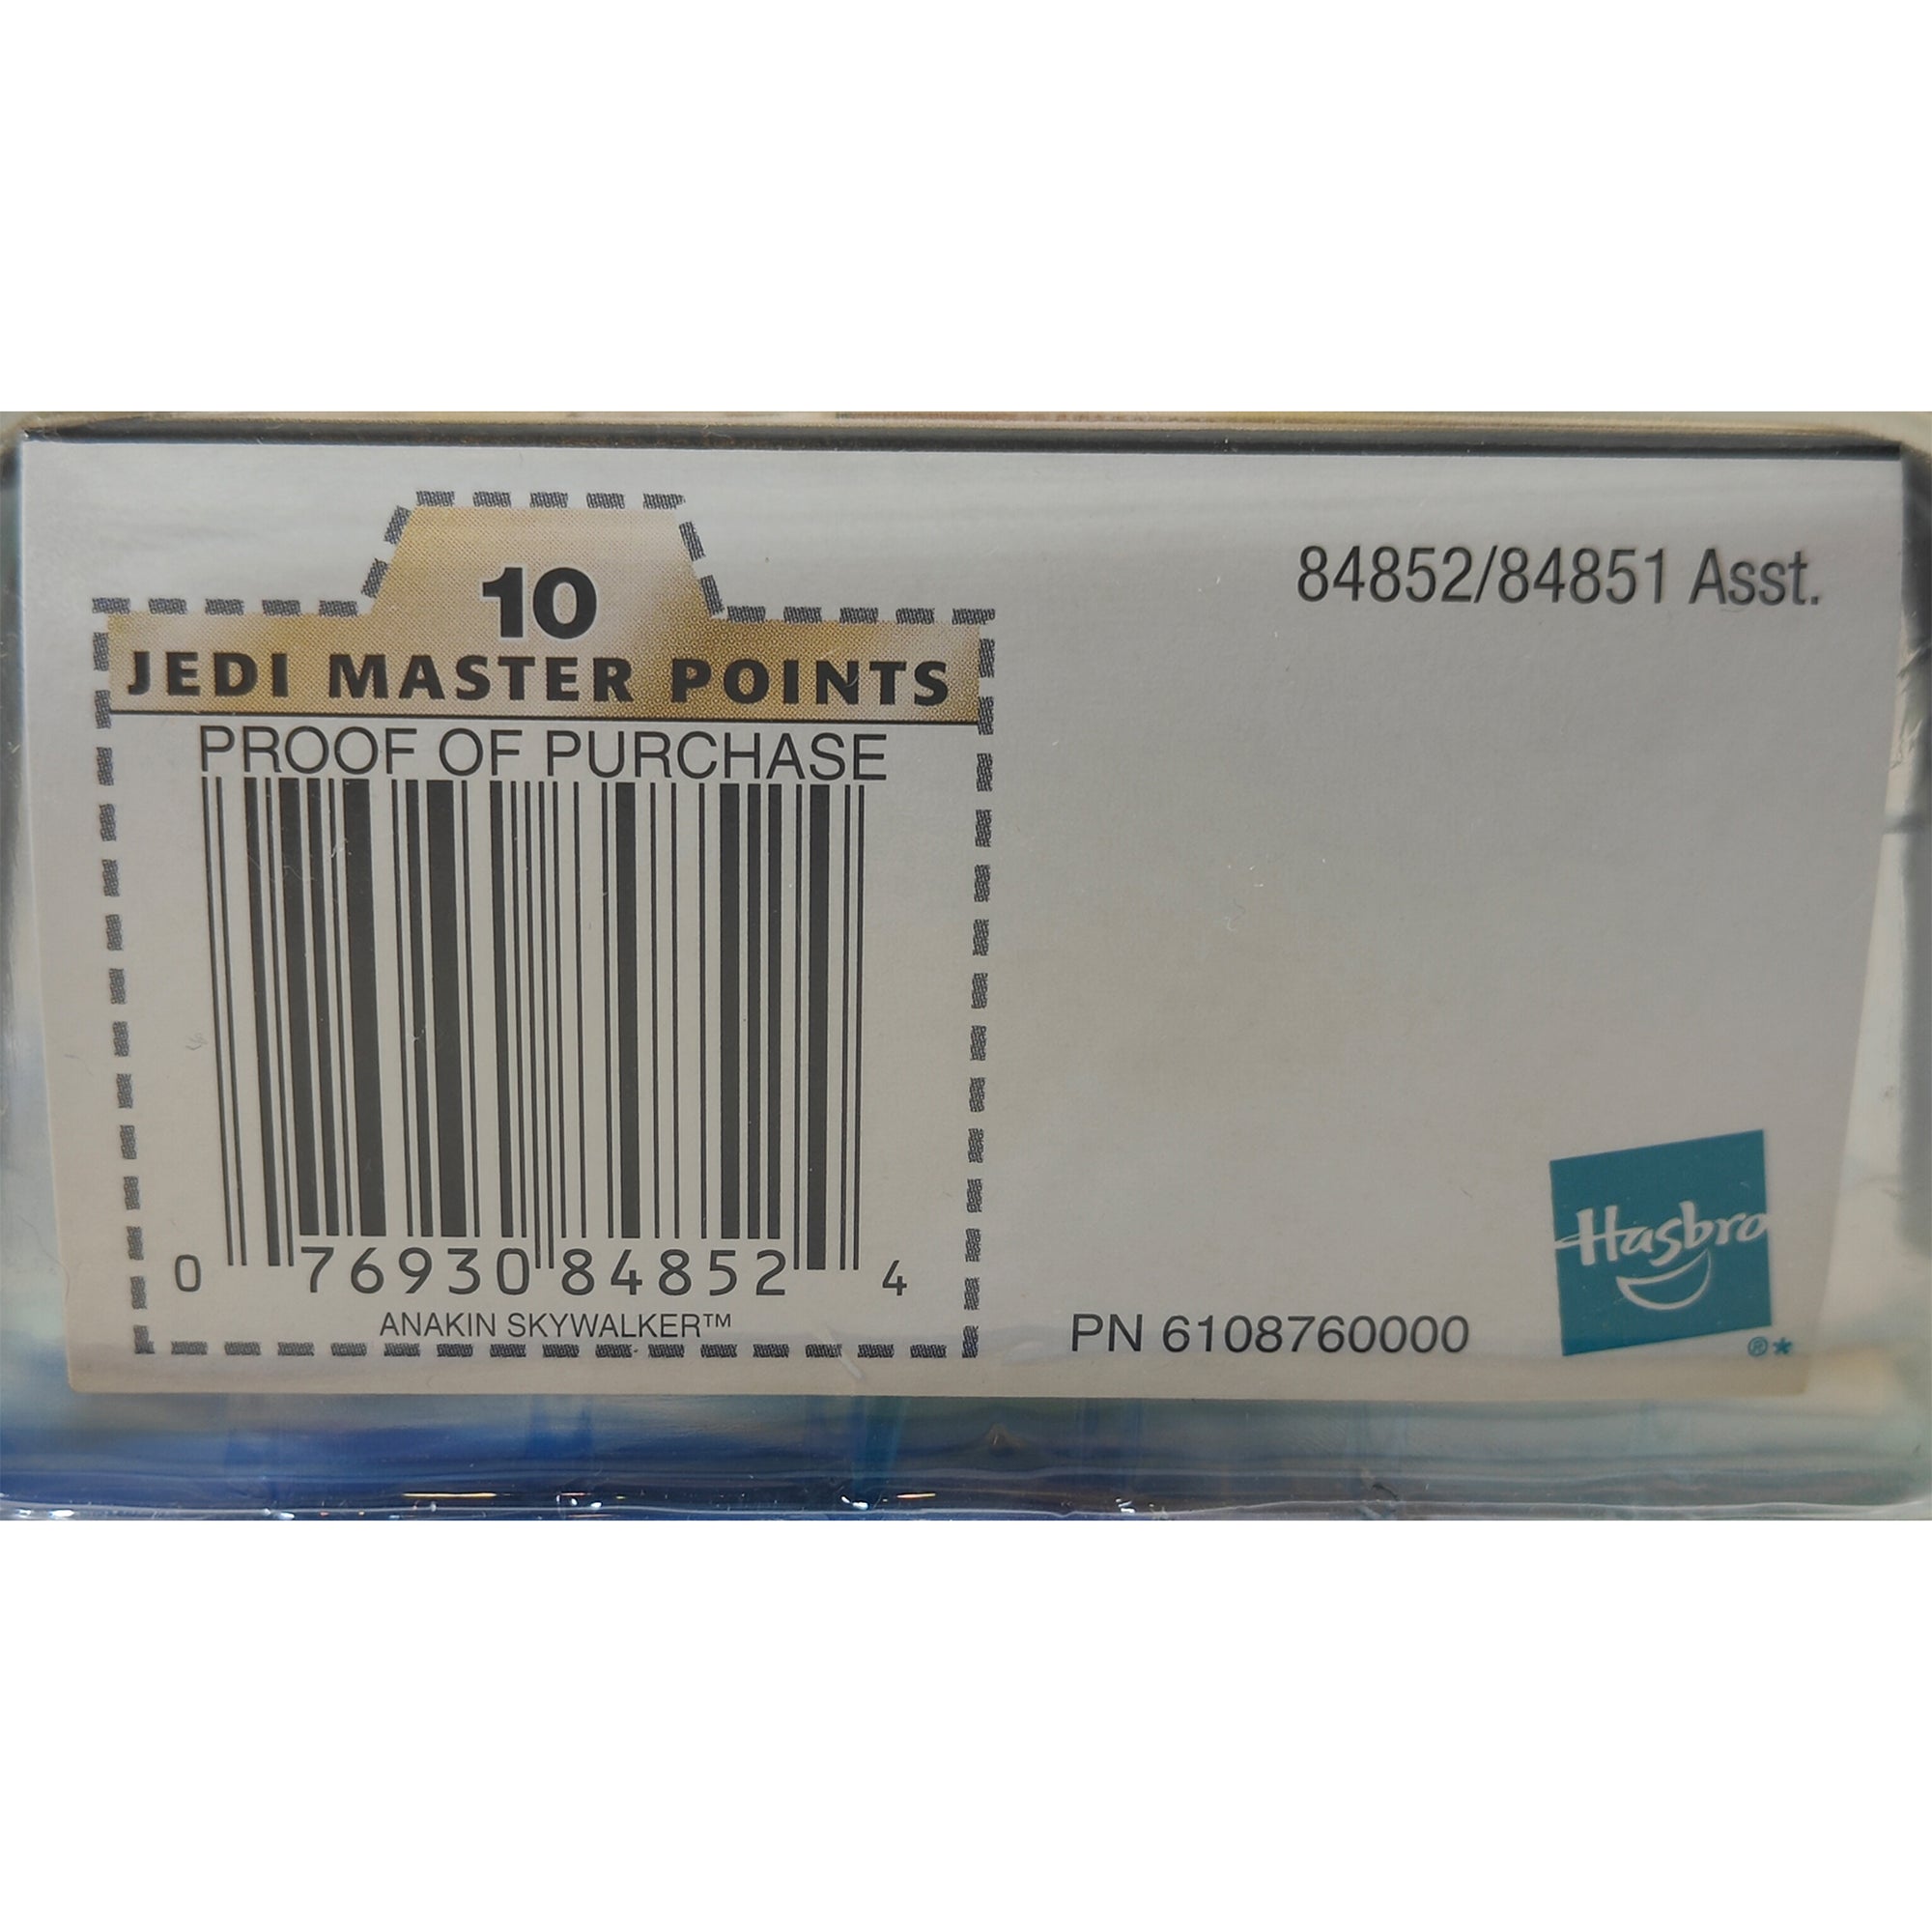 10
JEDI MASTER POINTS
PROOF OF PURCHASE
0 76930 84852 4
ANAKIN SKYWALKER™
84852/84851 Asst.
PN 6108760000
Hasbro
®*